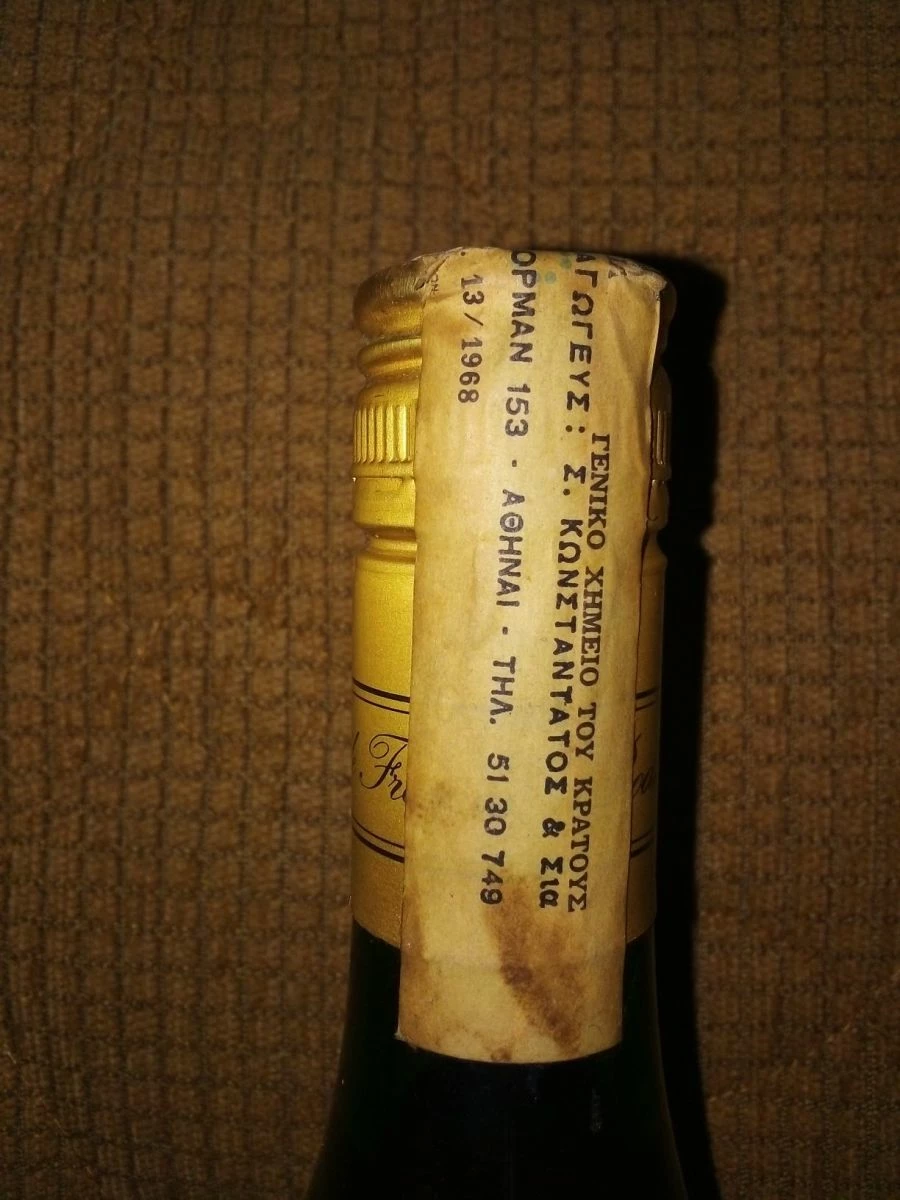 ΓΕΝΙΚΟ ΧΗΜΕΙΟ ΤΟΥ ΚΡΑΤΟΥΣ
ΑΓΩΓΕΥΣ: Σ. ΚΩΝΣΤΑΝΤΑΤΟΣ & Σια
ΟΡΜΑΝ 153 · ΑΘΗΝΑΙ - ΤΗΛ. 51 30 749
. 13/1968